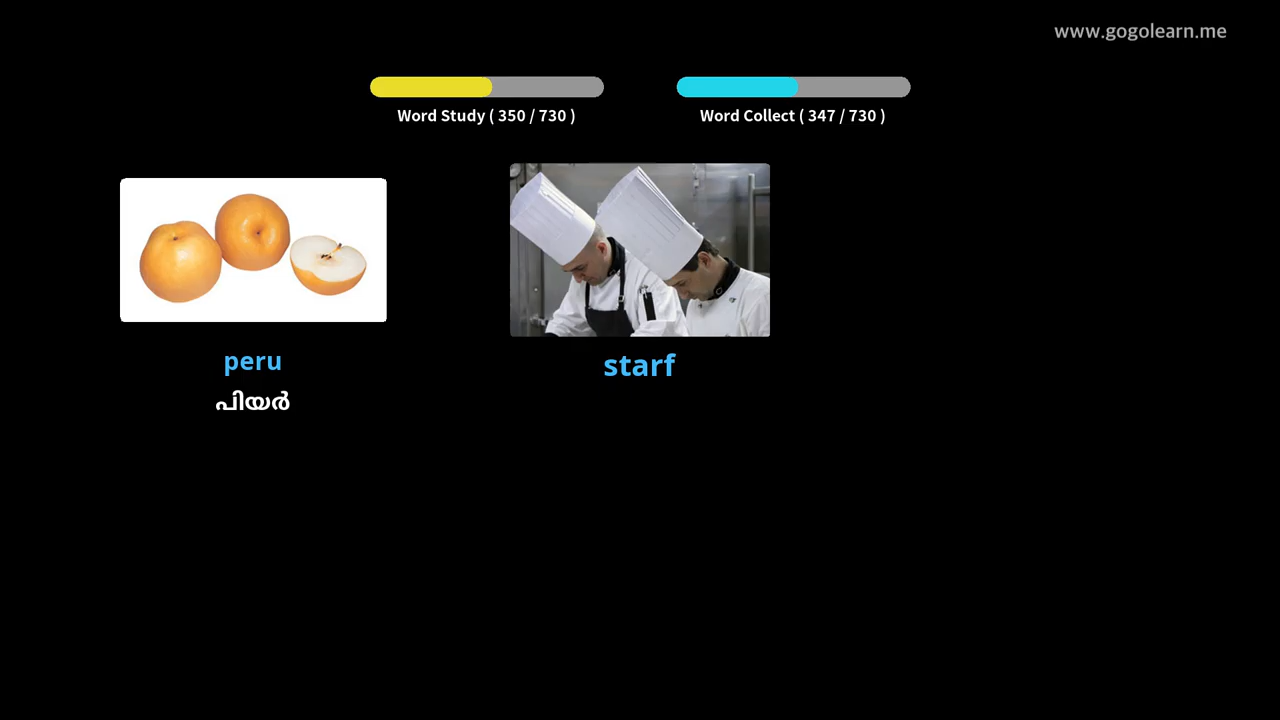 www.gogolearn.me
Word Study ( 350 / 730 )
Word Collect ( 347 / 730 )
peru
പിയർ
starf